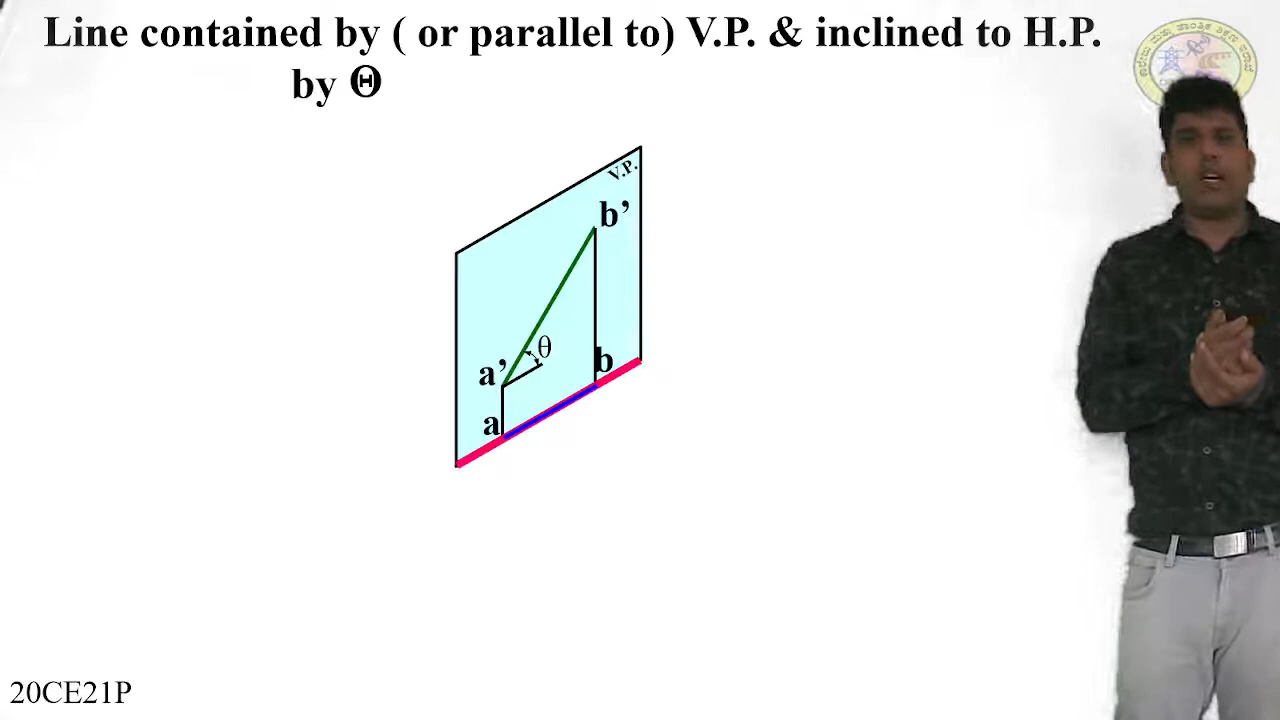 Line contained by ( or parallel to) V.P. & inclined to H.P.
by Θ
V.P.
b’
θ
a’
b
a
20CE21P